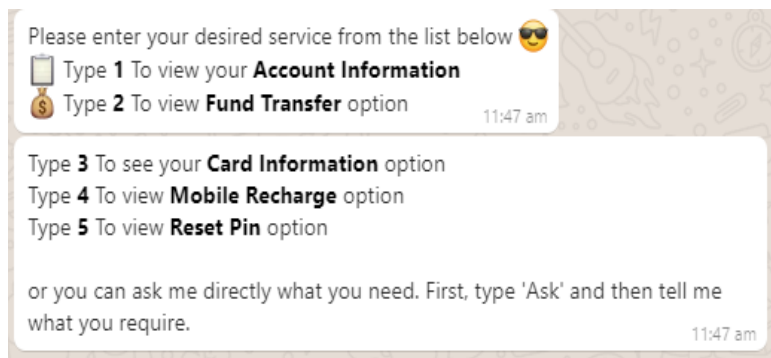 Please enter your desired service from the list below 😎
📋 Type 1 To view your Account Information
💰 Type 2 To view Fund Transfer option
11:47 am
Type 3 To see your Card Information option
Type 4 To view Mobile Recharge option
Type 5 To view Reset Pin option
or you can ask me directly what you need. First, type 'Ask' and then tell me
what you require.
11:47 am